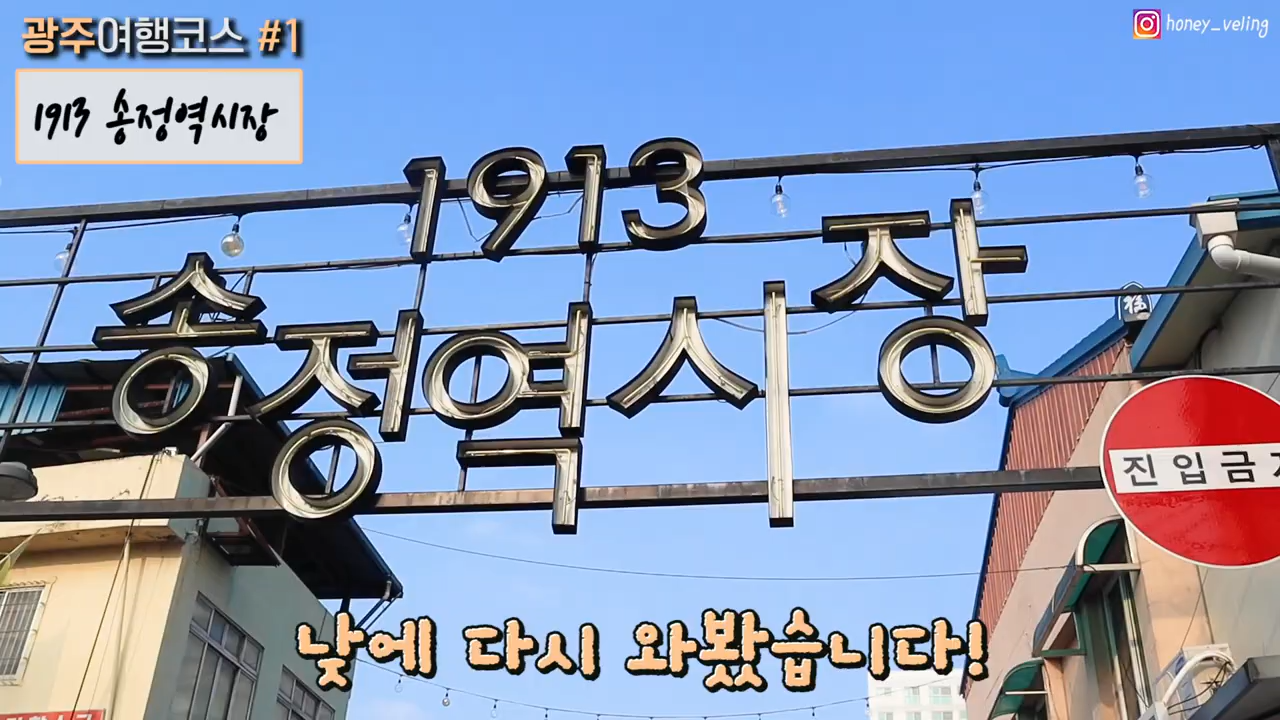 광주여행코스 #1
honey_veling
1913 송정역시장
1913
송정역시장
진입금
낮에 다시 와봤습니다!